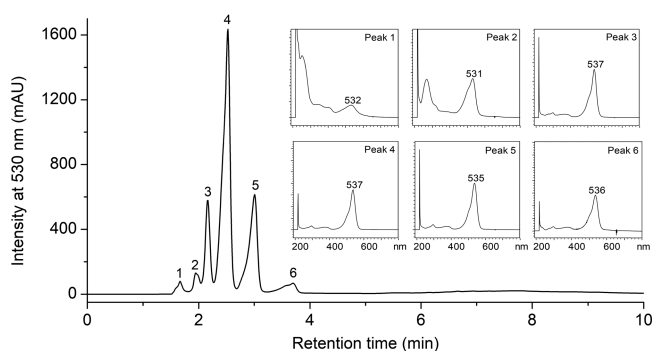 Intensity at 530 nm (mAU)
1600
1200
800
400
0
1
2
3
4
5
6
Peak 1
532
Peak 2
531
Peak 3
537
Peak 4
537
Peak 5
535
Peak 6
536
200 400 600
200 400 600
200 400 600 nm
0 2 4 6 8 10
Retention time (min)